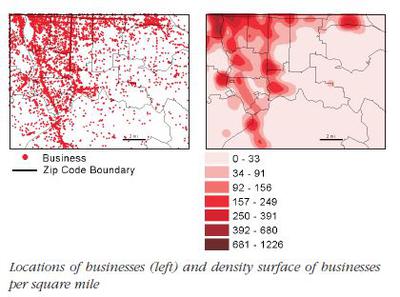 2 mi
2 mi
Business
Zip Code Boundary
0 - 33
34 - 91
92 - 156
157 - 249
250 - 391
392 - 680
681 - 1226
Locations of businesses (left) and density surface of businesses
per square mile